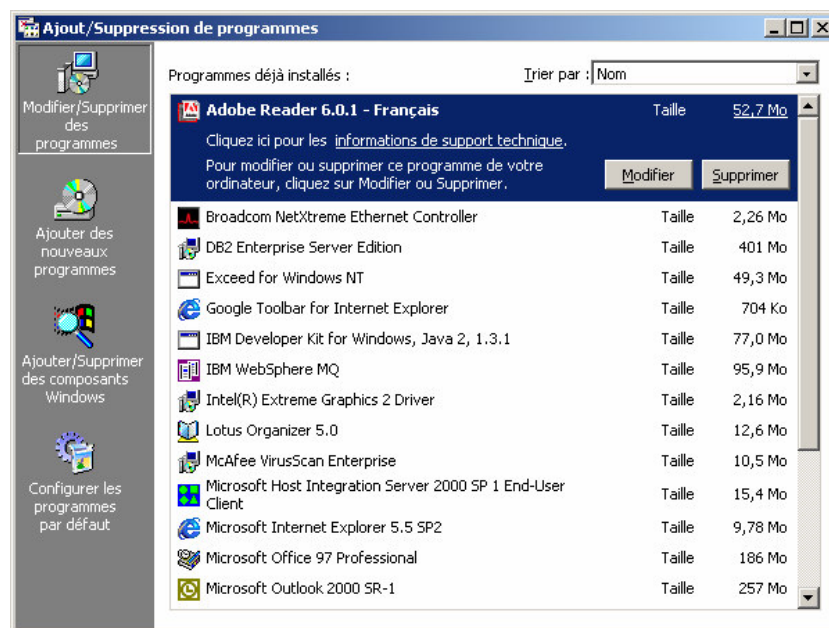 Ajout/Suppression de programmes
Modifier/Supprimer
des
programmes
Ajouter des
nouveaux
programmes
Ajouter/Supprimer
des composants
Windows
Configurer les
programmes
par défaut
Programmes déjà installés :
Trier par : Nom
Adobe Reader 6.0.1 - Français Taille 52,7 Mo
Cliquez ici pour les informations de support technique.
Pour modifier ou supprimer ce programme de votre
ordinateur, cliquez sur Modifier ou Supprimer.
Modifier Supprimer
Broadcom NetXtreme Ethernet Controller Taille 2,26 Mo
DB2 Enterprise Server Edition Taille 401 Mo
Exceed for Windows NT Taille 49,3 Mo
Google Toolbar for Internet Explorer Taille 704 Ko
IBM Developer Kit for Windows, Java 2, 1.3.1 Taille 77,0 Mo
IBM WebSphere MQ Taille 95,9 Mo
Intel(R) Extreme Graphics 2 Driver Taille 2,16 Mo
Lotus Organizer 5.0 Taille 12,6 Mo
McAfee VirusScan Enterprise Taille 10,5 Mo
Microsoft Host Integration Server 2000 SP 1 End-User
Client Taille 15,4 Mo
Microsoft Internet Explorer 5.5 SP2 Taille 9,78 Mo
Microsoft Office 97 Professional Taille 186 Mo
Microsoft Outlook 2000 SR-1 Taille 257 Mo